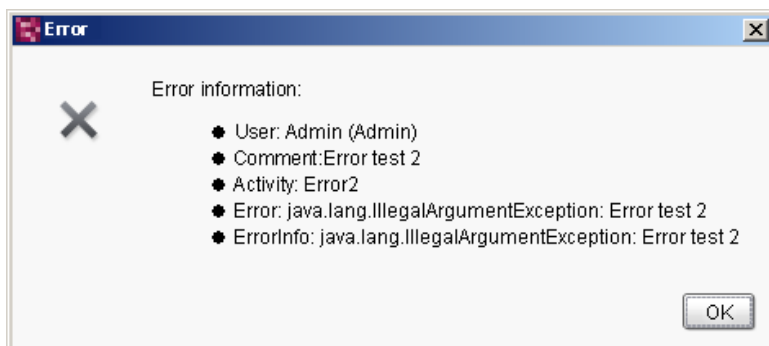 Error
Error information:
User: Admin (Admin)
Comment:Error test 2
Activity: Error2
Error: java.lang.IllegalArgumentException: Error test 2
ErrorInfo: java.lang.IllegalArgumentException: Error test 2
OK